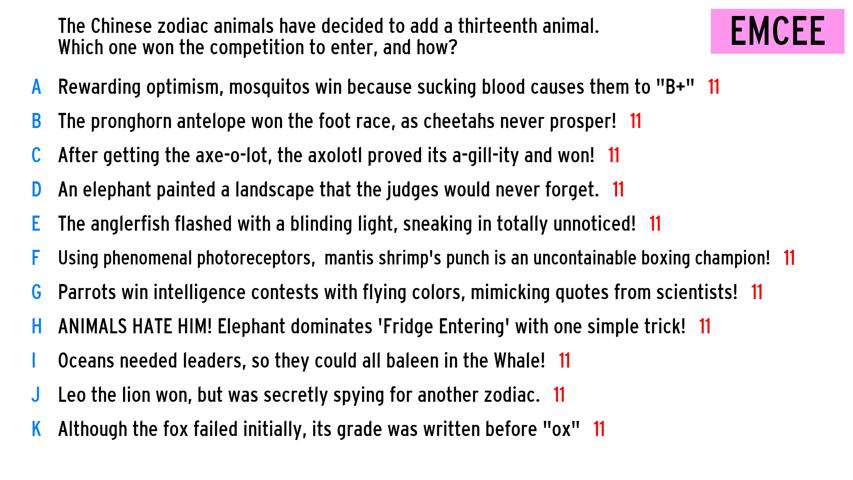 The Chinese zodiac animals have decided to add a thirteenth animal.
Which one won the competition to enter, and how?
EMCEE
A Rewarding optimism, mosquitos win because sucking blood causes them to "B+" 11
B The pronghorn antelope won the foot race, as cheetahs never prosper! 11
C After getting the axe-o-lot, the axolotl proved its a-gill-ity and won! 11
D An elephant painted a landscape that the judges would never forget. 11
E The anglerfish flashed with a blinding light, sneaking in totally unnoticed! 11
F Using phenomenal photoreceptors, mantis shrimp's punch is an uncontainable boxing champion! 11
G Parrots win intelligence contests with flying colors, mimicking quotes from scientists! 11
H ANIMALS HATE HIM! Elephant dominates 'Fridge Entering' with one simple trick! 11
I Oceans needed leaders, so they could all baleen in the Whale! 11
J Leo the lion won, but was secretly spying for another zodiac. 11
K Although the fox failed initially, its grade was written before "ox" 11